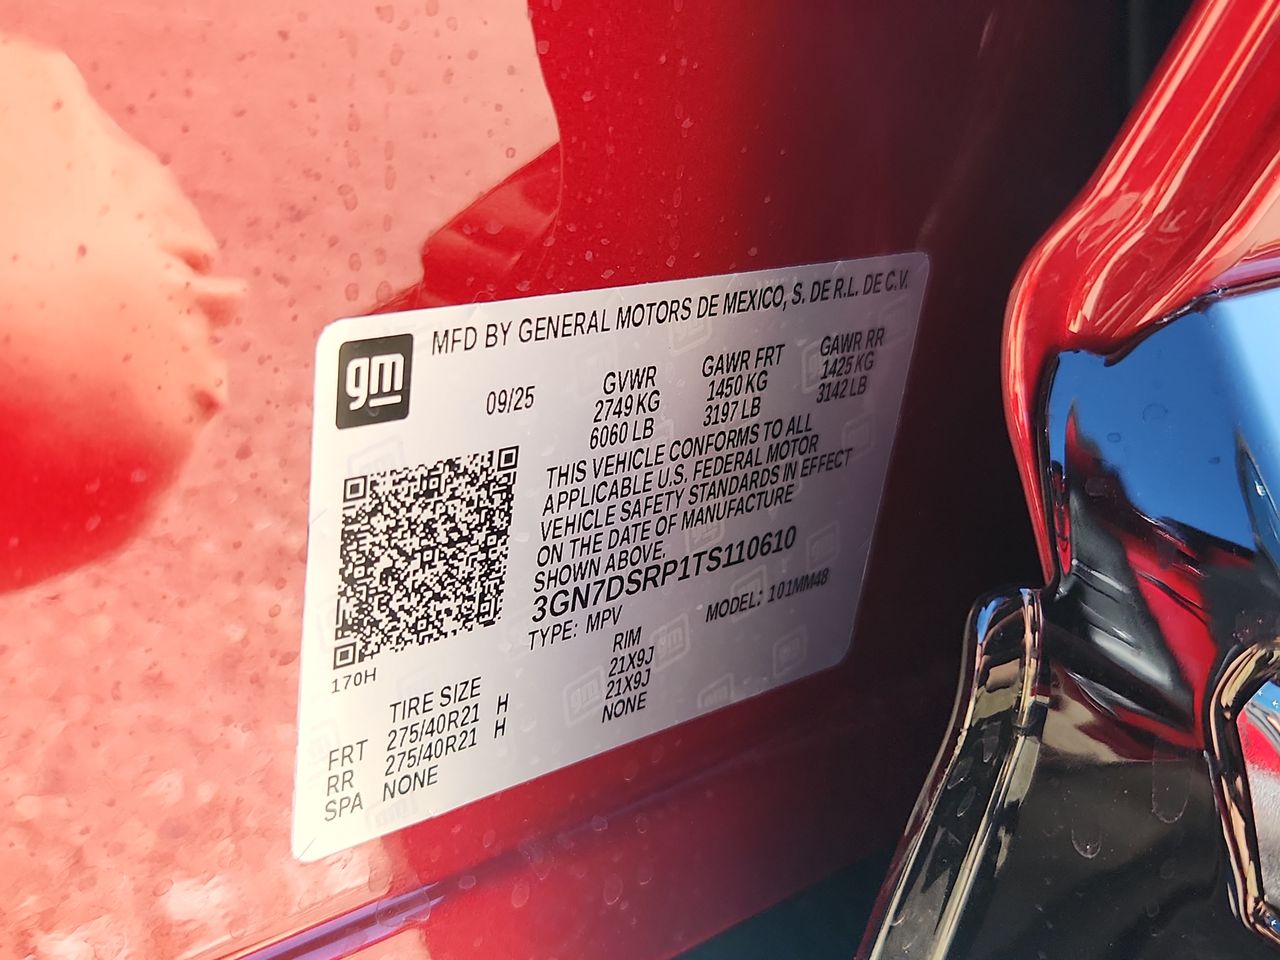 gm
MFD BY GENERAL MOTORS DE MEXICO, S. DE R.L. DE C.V.
09/25
GVWR
2749 KG
6060 LB
GAWR FRT
1450 KG
3197 LB
GAWR RR
1425 KG
3142 LB
THIS VEHICLE CONFORMS TO ALL
APPLICABLE U.S. FEDERAL MOTOR
VEHICLE SAFETY STANDARDS IN EFFECT
ON THE DATE OF MANUFACTURE
SHOWN ABOVE.
3GN7DSRP1TS110610
TYPE: MPV
MODEL: 101MM48
170H
TIRE SIZE
RIM
FRT 275/40R21 H 21X9J
RR 275/40R21 H 21X9J
SPA NONE NONE